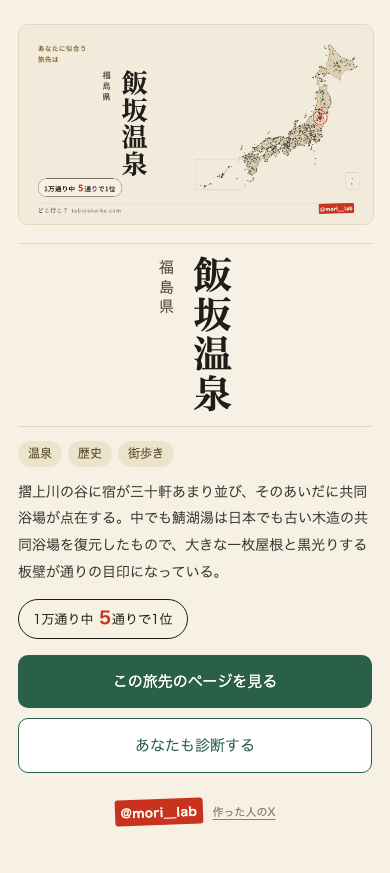 あなたに似合う
旅先は
福島県
飯坂温泉
1万通り中 5通りで1位
どこ行こ？ tabidokoiko.com
@mori__lab
福島県
飯坂温泉
温泉
歴史
街歩き
摺上川の谷に宿が三十軒あまり並び、そのあいだに共同
浴場が点在する。中でも鯖湖湯は日本でも古い木造の共
同浴場を復元したもので、大きな一枚屋根と黒光りする
板壁が通りの目印になっている。
1万通り中 5通りで1位
この旅先のページを見る
あなたも診断する
@mori__lab
作った人のX